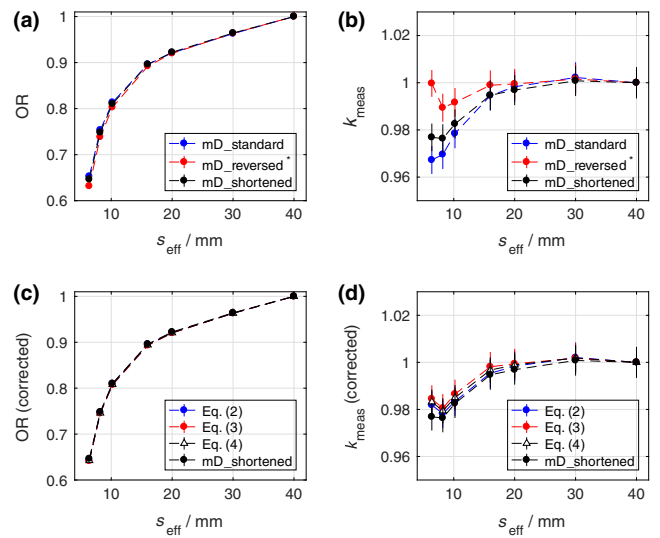 (a)
OR
1
0.9
0.8
0.7
0.6
10
20
30
40
s_eff / mm
mD_standard
mD_reversed*
mD_shortened
(b)
k_meas
1.02
1
0.98
0.96
10
20
30
40
s_eff / mm
mD_standard
mD_reversed*
mD_shortened
(c)
OR (corrected)
1
0.9
0.8
0.7
0.6
10
20
30
40
s_eff / mm
Eq. (2)
Eq. (3)
Eq. (4)
mD_shortened
(d)
k_meas (corrected)
1.02
1
0.98
0.96
10
20
30
40
s_eff / mm
Eq. (2)
Eq. (3)
Eq. (4)
mD_shortened